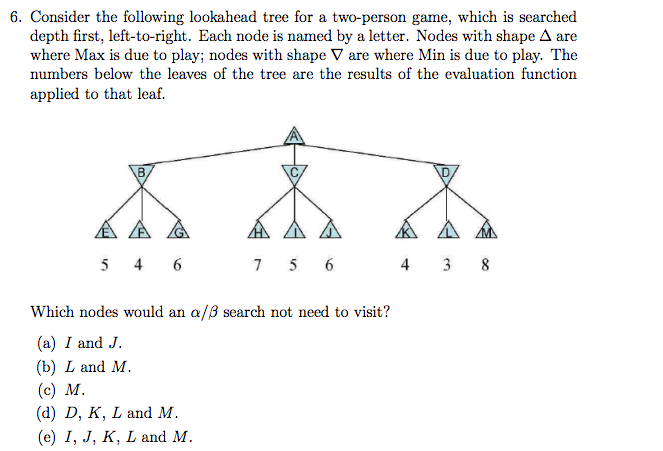 6. Consider the following lookahead tree for a two-person game, which is searched
depth first, left-to-right. Each node is named by a letter. Nodes with shape Δ are
where Max is due to play; nodes with shape ∇ are where Min is due to play. The
numbers below the leaves of the tree are the results of the evaluation function
applied to that leaf.
A
B C D
E F G H I J K L M
5 4 6 7 5 6 4 3 8
Which nodes would an α/β search not need to visit?
(a) I and J.
(b) L and M.
(c) M.
(d) D, K, L and M.
(e) I, J, K, L and M.